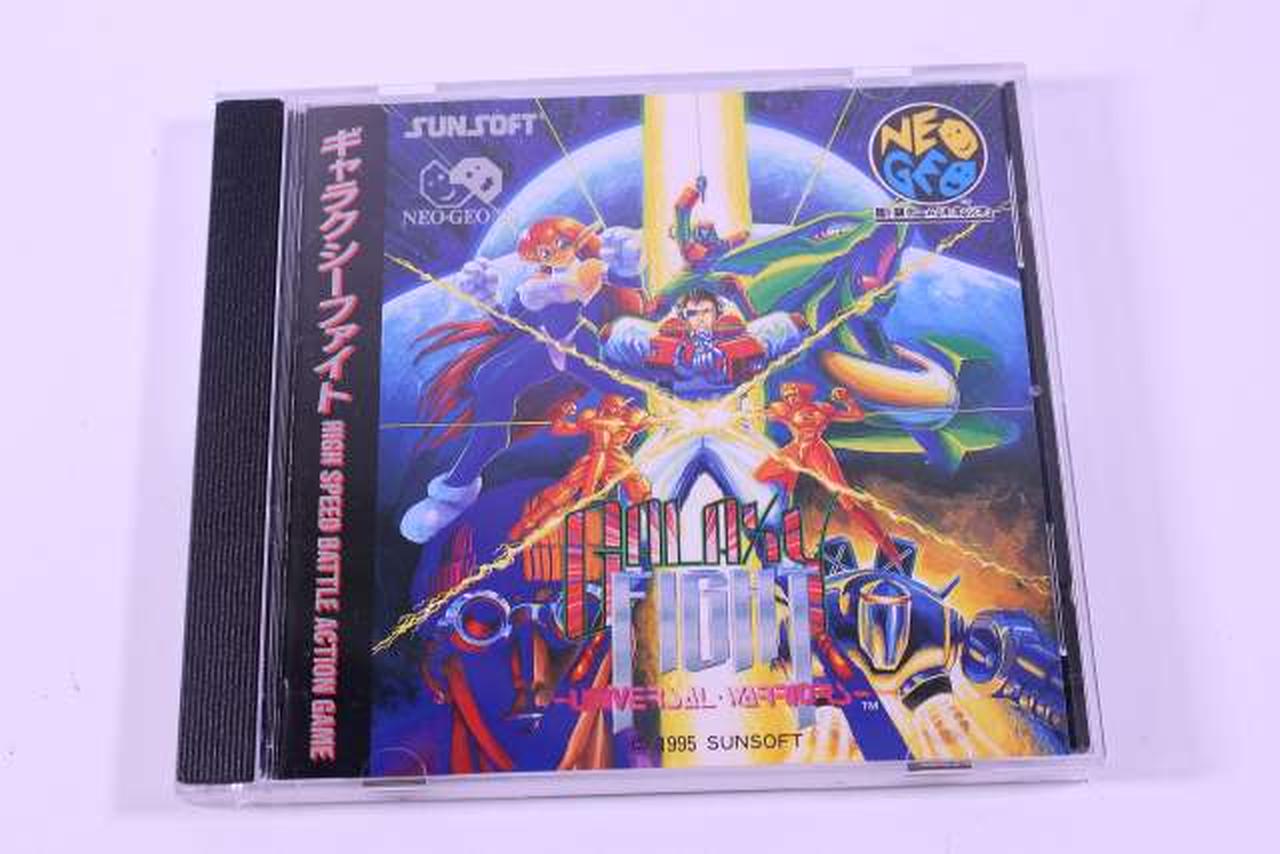 ギャラクシーファイト HIGH SPEED BATTLE ACTION GAME
SUNSOFT
NEO·GEO
NEO
GEO
GALAXY
FIGHT
UNIVERSAL·WARRIORS
TM
© 1995 SUNSOFT